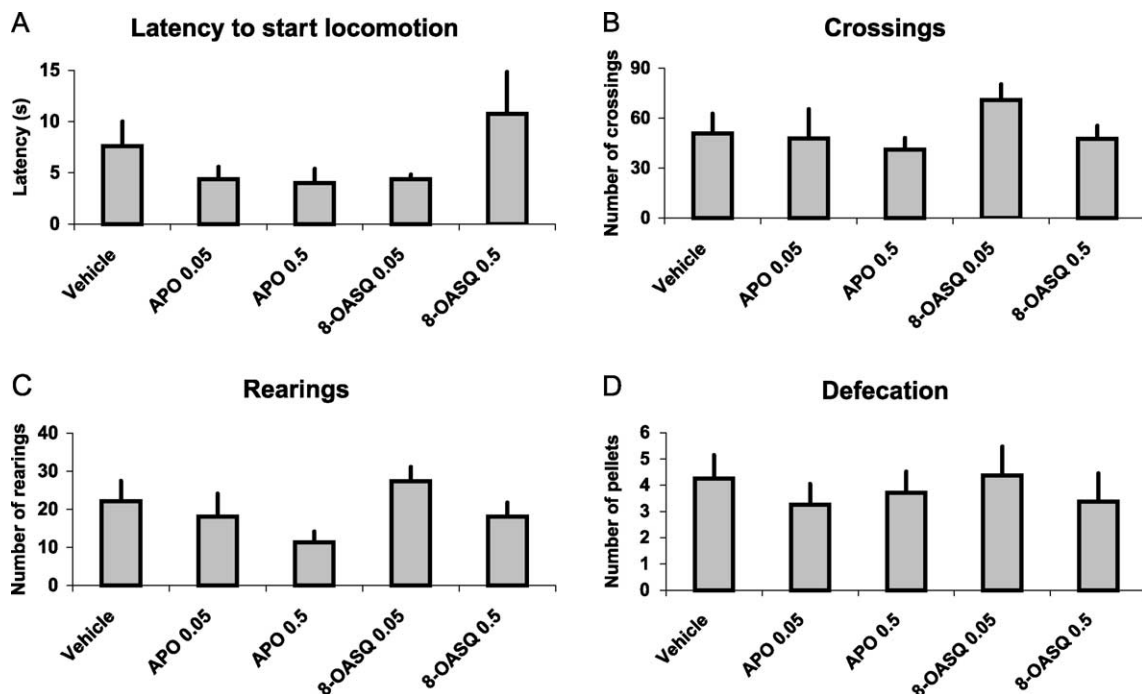 A
Latency to start locomotion
Latency (s)
15
10
5
0
Vehicle
APO 0.05
APO 0.5
8-OASQ 0.05
8-OASQ 0.5
B
Crossings
Number of crossings
90
60
30
0
Vehicle
APO 0.05
APO 0.5
8-OASQ 0.05
8-OASQ 0.5
C
Rearings
Number of rearings
40
30
20
10
0
Vehicle
APO 0.05
APO 0.5
8-OASQ 0.05
8-OASQ 0.5
D
Defecation
Number of pellets
6
5
4
3
2
1
0
Vehicle
APO 0.05
APO 0.5
8-OASQ 0.05
8-OASQ 0.5